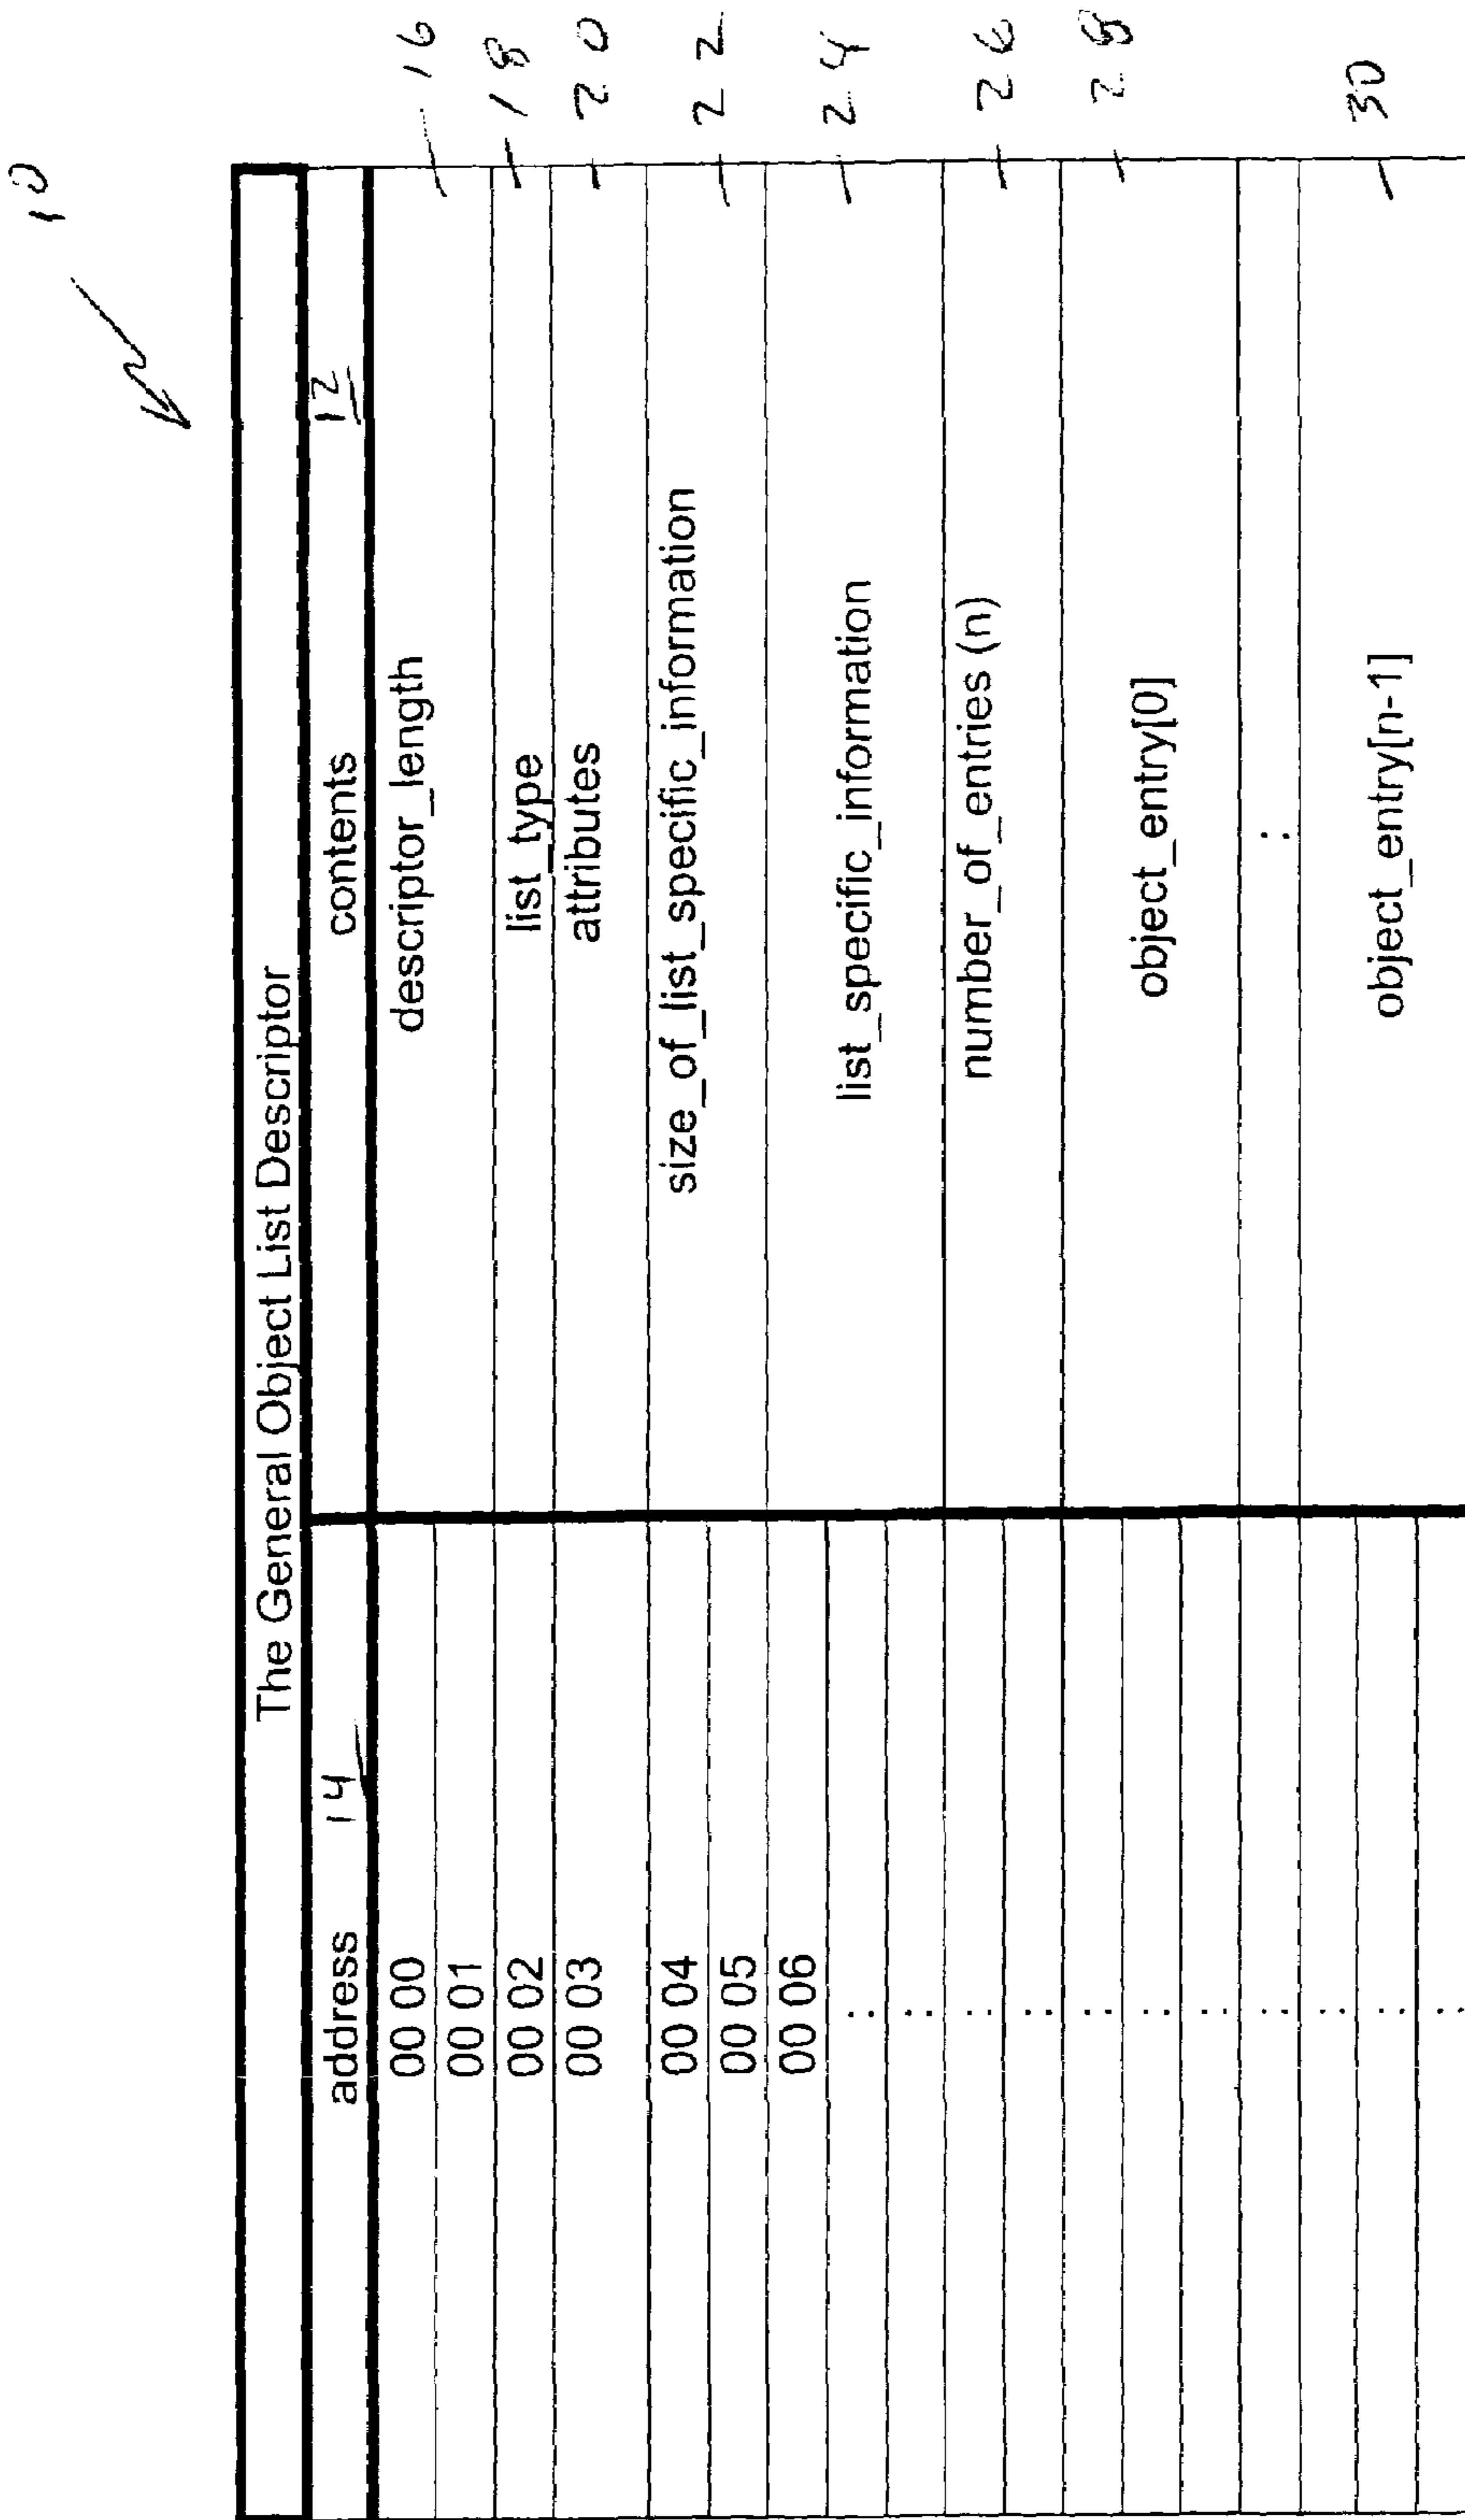 10
The General Object List Descriptor
address 14 contents 12
00 00 descriptor_length 16
00 01
00 02 list_type 18
00 03 attributes 20
00 04 size_of_list_specific_information 22
00 05
00 06 list_specific_information 24
:
number_of_entries (n) 26
object_entry[0] 28
:
object_entry[n-1] 30